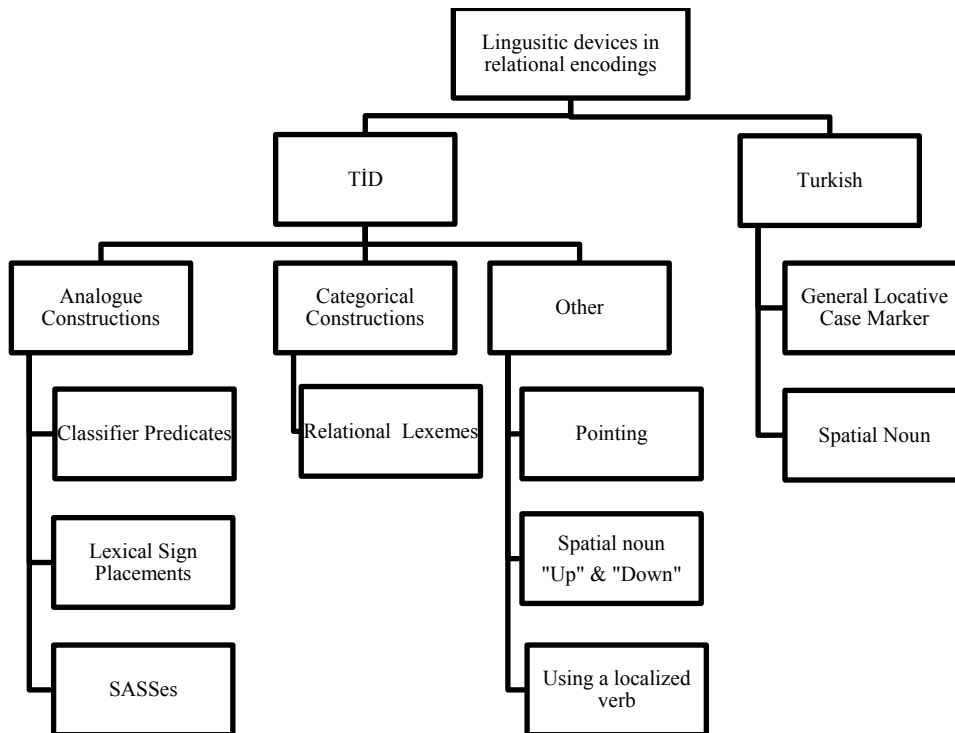 Lingusitic devices in
relational encodings
TİD
Turkish
Analogue
Constructions
Categorical
Constructions
Other
General Locative
Case Marker
Classifier Predicates
Relational Lexemes
Pointing
Spatial Noun
Lexical Sign
Placements
Spatial noun
"Up" & "Down"
SASSes
Using a localized
verb